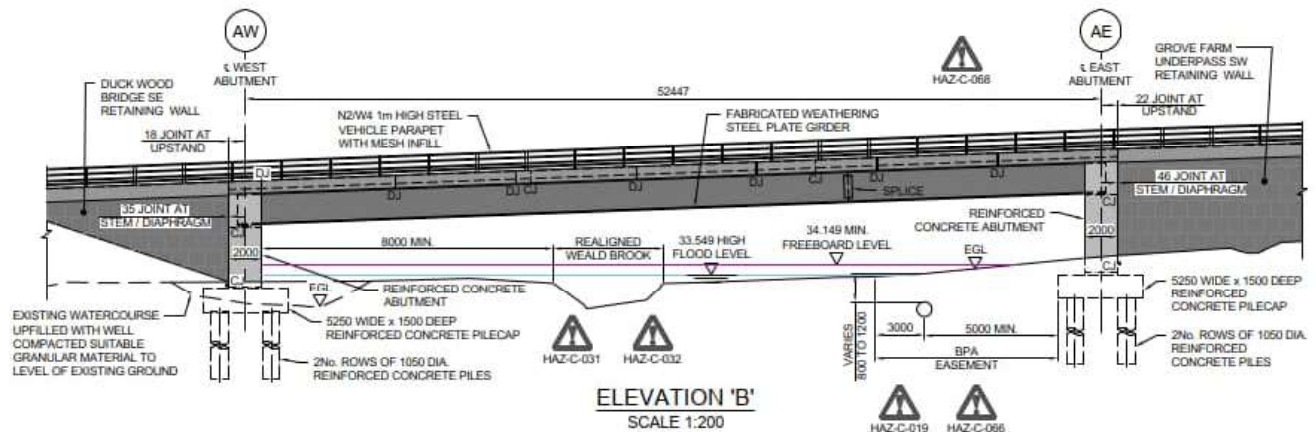 AW
℄ WEST
ABUTMENT
AE
℄ EAST
ABUTMENT
HAZ-C-068
GROVE FARM
UNDERPASS SW
RETAINING WALL
DUCK WOOD
BRIDGE SE
RETAINING WALL
52447
22 JOINT AT
UPSTAND
18 JOINT AT
UPSTAND
N2/W4 1m HIGH STEEL
VEHICLE PARAPET
WITH MESH INFILL
FABRICATED WEATHERING
STEEL PLATE GIRDER
DJ
DJ
DJ
CJ
DJ
DJ
CJ
DJ
DJ
SPLICE
35 JOINT AT
STEM / DIAPHRAGM
46 JOINT AT
STEM / DIAPHRAGM
CJ
CJ
REINFORCED
CONCRETE ABUTMENT
2000
2000
8000 MIN.
REALIGNED
WEALD BROOK
33.549 HIGH
FLOOD LEVEL
34.149 MIN.
FREEBOARD LEVEL
EGL
CJ
CJ
EGL
REINFORCED CONCRETE
ABUTMENT
EXISTING WATERCOURSE
UPFILLED WITH WELL
COMPACTED SUITABLE
GRANULAR MATERIAL TO
LEVEL OF EXISTING GROUND
5250 WIDE x 1500 DEEP
REINFORCED CONCRETE PILECAP
2No. ROWS OF 1050 DIA.
REINFORCED CONCRETE PILES
HAZ-C-031
HAZ-C-032
VARIES
800 TO 1200
3000
5000 MIN.
BPA
EASEMENT
5250 WIDE x 1500 DEEP
REINFORCED
CONCRETE PILECAP
2No. ROWS OF 1050 DIA.
REINFORCED
CONCRETE PILES
ELEVATION 'B'
SCALE 1:200
HAZ-C-019
HAZ-C-066